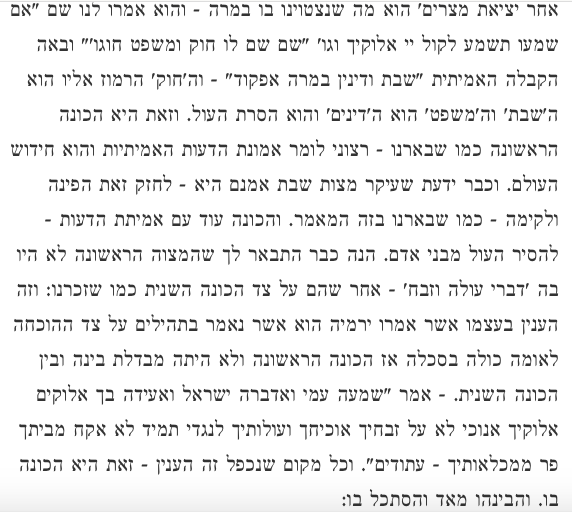 אחר יציאת מצרים' הוא מה שנצטוינו בו במרה - והוא אמרו לנו שם "אם
שמוע תשמע לקול יי אלוקיך וגו' "שם שם לו חוק ומשפט חוגו'" ובאה
הקבלה האמיתית "שבת ודינין במרה אפקוד" - וה'חוק' הרמוז אליו הוא
ה'שבת' וה'משפט' הוא ה'דינים' והוא הסרת העול. וזאת היא הכונה
הראשונה כמו שבארנו - רצוני לומר אמונת הדעות האמיתיות והוא חידוש
העולם. וכבר ידעת שעיקר מצות שבת אמנם היא - לחזק זאת הפינה
ולקימה - כמו שבארנו בזה המאמר. והכונה עוד עם אמיתת הדעות -
להסיר העול מבני אדם. הנה כבר התבאר לך שהמצוה הראשונה לא היו
בה 'דברי עולה וזבח' - אחר שהם על צד הכונה השנית כמו שזכרנו: וזה
הענין בעצמו אשר אמרו ירמיה הוא אשר נאמר בתהילים על צד ההוכחה
לאומה כולה בסכלה אז הכונה הראשונה ולא היתה מבדלת בינה ובין
הכונה השנית. - אמר "שמעה עמי ואדברה ישראל ואעידה בך אלוקים
אלוקיך אנוכי לא על זבחיך אוכיחך ועולותיך לנגדי תמיד לא אקח מביתך
פר ממכלאותיך - עתודים". וכל מקום שנכפל זה הענין - זאת היא הכונה
בו. והבינהו מאד והסתכל בו: